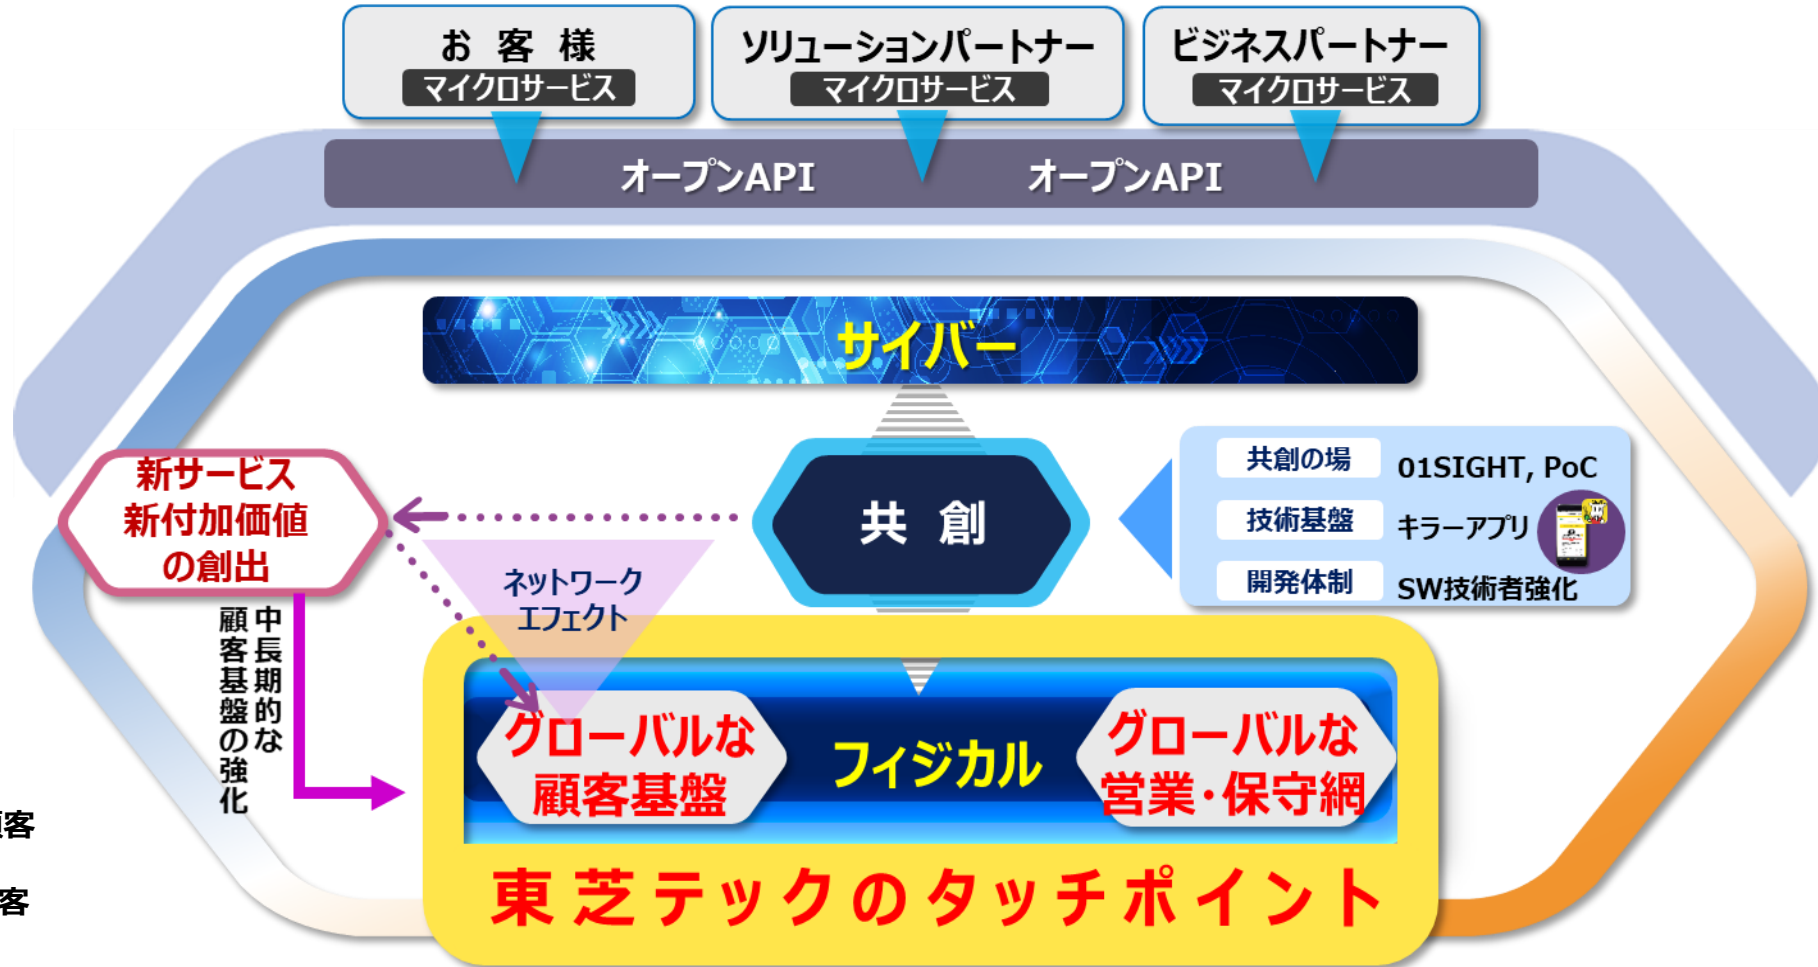 お 客 様
マイクロサービス
ソリューションパートナー
マイクロサービス
ビジネスパートナー
マイクロサービス
オープンAPI
オープンAPI
サイバー
新サービス
新付加価値
の創出
共 創
共創の場
01SIGHT, PoC
技術基盤
キラーアプリ
開発体制
SW技術者強化
ネットワーク
エフェクト
中長期的な
顧客基盤の強化
グローバルな
顧客基盤
フィジカル
グローバルな
営業・保守網
客
客
東芝テックのタッチポイント